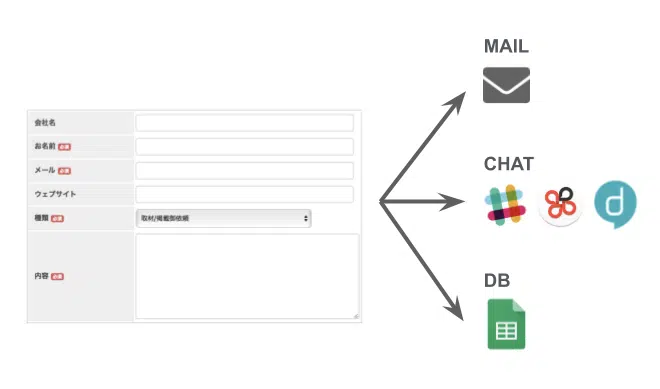 MAIL
会社名
お名前 必須
メール 必須
CHAT
ウェブサイト
種類 必須
取材/掲載御依頼
内容 必須
DB